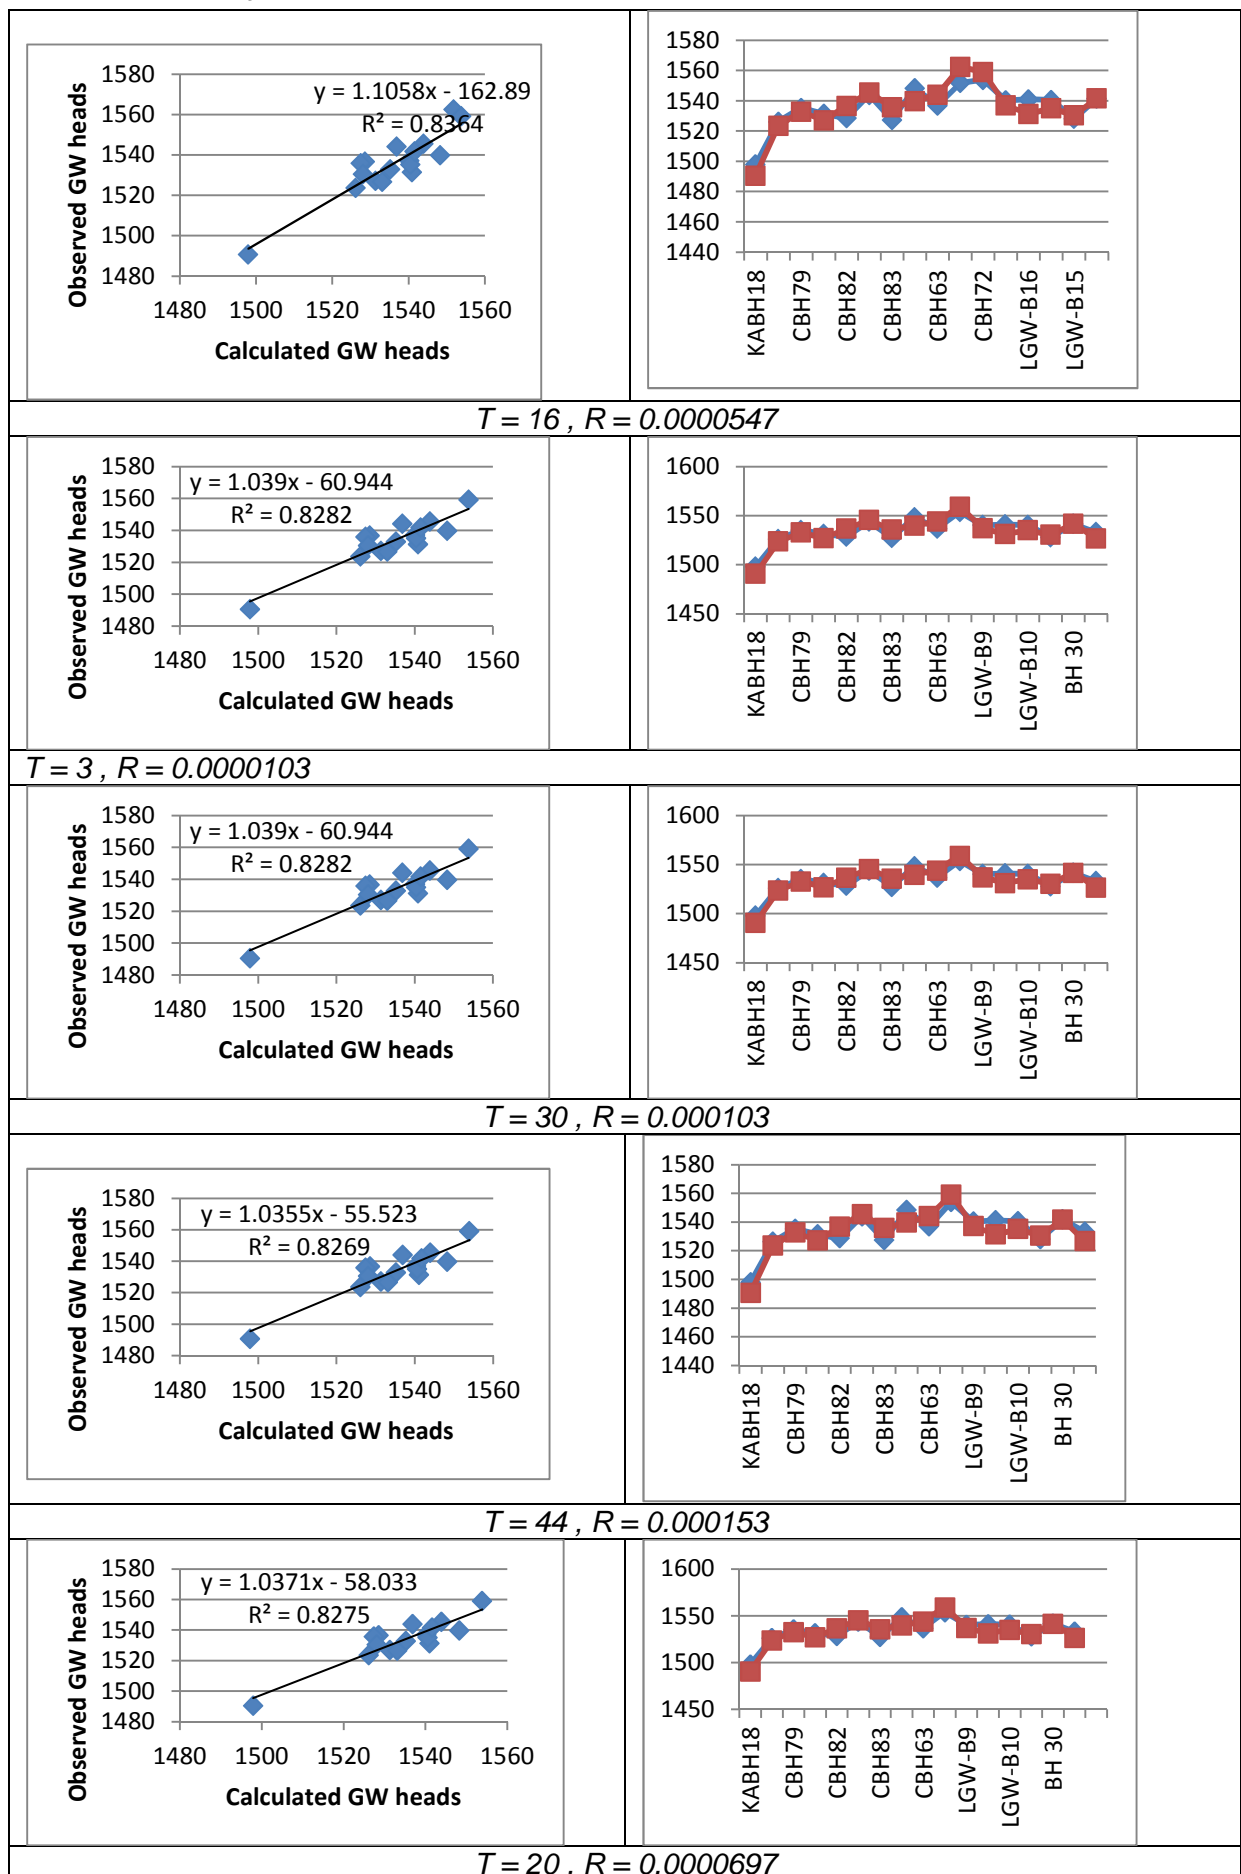 1580
1560
1540
1520
1500
1480
1480 1500 1520 1540 1560
Observed GW heads
Calculated GW heads
y = 1.1058x - 162.89
R² = 0.8364
1580
1560
1540
1520
1500
1480
1460
1440
KABH18
CBH79
CBH82
CBH83
CBH63
CBH72
LGW-B16
LGW-B15
T = 16 , R = 0.0000547
1580
1560
1540
1520
1500
1480
1480 1500 1520 1540 1560
Observed GW heads
Calculated GW heads
y = 1.039x - 60.944
R² = 0.8282
1600
1550
1500
1450
KABH18
CBH79
CBH82
CBH83
CBH63
LGW-B9
LGW-B10
BH 30
T = 3 , R = 0.0000103
1580
1560
1540
1520
1500
1480
1480 1500 1520 1540 1560
Observed GW heads
Calculated GW heads
y = 1.039x - 60.944
R² = 0.8282
1600
1550
1500
1450
KABH18
CBH79
CBH82
CBH83
CBH63
LGW-B9
LGW-B10
BH 30
T = 30 , R = 0.000103
1580
1560
1540
1520
1500
1480
1480 1500 1520 1540 1560
Observed GW heads
Calculated GW heads
y = 1.0355x - 55.523
R² = 0.8269
1580
1560
1540
1520
1500
1480
1460
1440
KABH18
CBH79
CBH82
CBH83
CBH63
LGW-B9
LGW-B10
BH 30
T = 44 , R = 0.000153
1580
1560
1540
1520
1500
1480
1480 1500 1520 1540 1560
Observed GW heads
Calculated GW heads
y = 1.0371x - 58.033
R² = 0.8275
1600
1550
1500
1450
KABH18
CBH79
CBH82
CBH83
CBH63
LGW-B9
LGW-B10
BH 30
T = 20 , R = 0.0000697